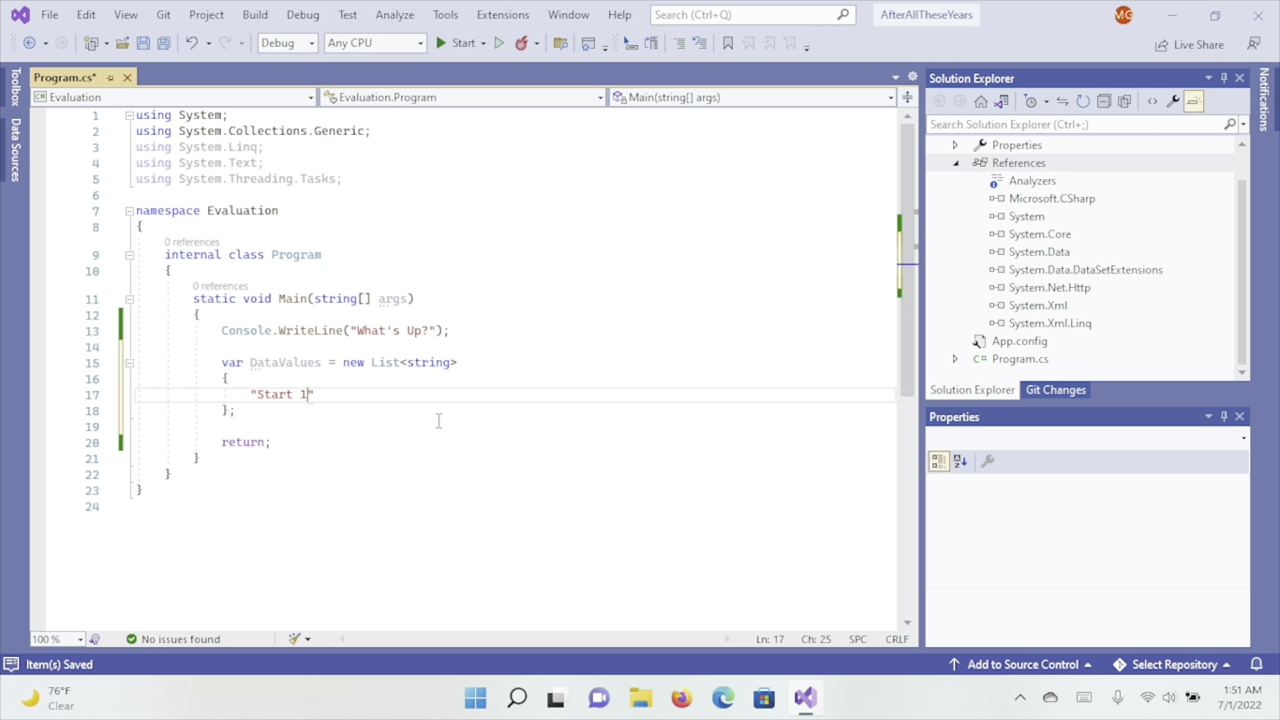 File Edit View Git Project Build Debug Test Analyze Tools Extensions Window Help Search (Ctrl+Q) AfterAllTheseYears MG
Debug Any CPU Start Live Share
Toolbox
Data Sources
Program.cs*
Evaluation Evaluation.Program Main(string[] args)
1 using System;
2 using System.Collections.Generic;
3 using System.Linq;
4 using System.Text;
5 using System.Threading.Tasks;
6
7 namespace Evaluation
8 {
0 references
9 internal class Program
10 {
0 references
11 static void Main(string[] args)
12 {
13 Console.WriteLine("What's Up?");
14
15 var DataValues = new List<string>
16 {
17 "Start 1"
18 };
19
20 return;
21 }
22 }
23 }
24
100 % No issues found Ln: 17 Ch: 25 SPC CRLF
Solution Explorer
Search Solution Explorer (Ctrl+;)
Properties
References
Analyzers
Microsoft.CSharp
System
System.Core
System.Data
System.Data.DataSetExtensions
System.Net.Http
System.Xml
System.Xml.Linq
App.config
C# Program.cs
Solution Explorer Git Changes
Properties
Notifications
Item(s) Saved Add to Source Control Select Repository
76°F
Clear
1:51 AM
7/1/2022